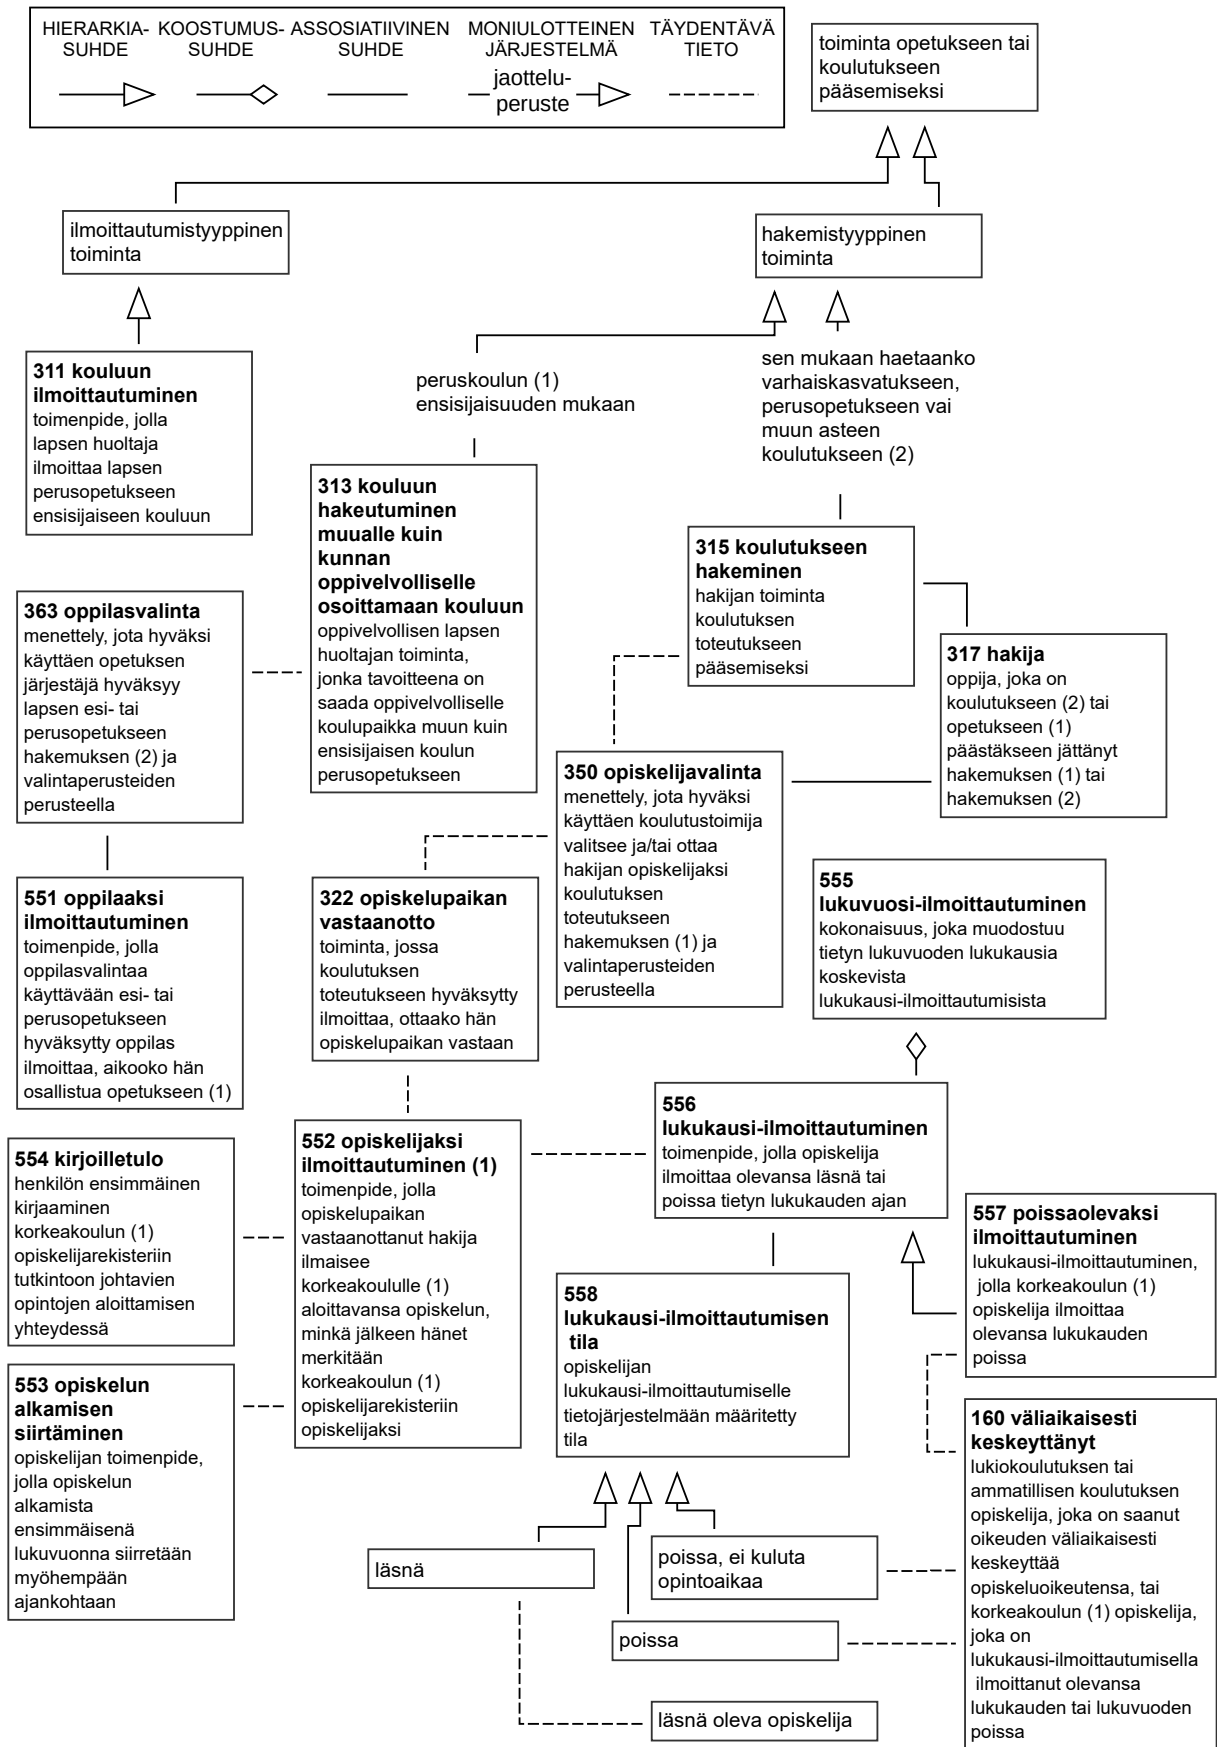 HIERARKIA-
SUHDE
KOOSTUMUS-
SUHDE
ASSOSIATIIVINEN
SUHDE
MONIULOTTEINEN
JÄRJESTELMÄ
jaottelu-
peruste
TÄYDENTÄVÄ
TIETO
toiminta opetukseen tai
koulutukseen
pääsemiseksi
ilmoittautumistyyppinen
toiminta
hakemistyyppinen
toiminta
311 kouluun
ilmoittautuminen
toimenpide, jolla
lapsen huoltaja
ilmoittaa lapsen
perusopetukseen
ensisijaiseen kouluun
peruskoulun (1)
ensisijaisuuden mukaan
sen mukaan haetaanko
varhaiskasvatukseen,
perusopetukseen vai
muun asteen
koulutukseen (2)
313 kouluun
hakeutuminen
muualle kuin
kunnan
oppivelvolliselle
osoittamaan kouluun
oppivelvollisen lapsen
huoltajan toiminta,
jonka tavoitteena on
saada oppivelvolliselle
koulupaikka muun kuin
ensisijaisen koulun
perusopetukseen
315 koulutukseen
hakeminen
hakijan toiminta
koulutuksen
toteutukseen
pääsemiseksi
363 oppilasvalinta
menettely, jota hyväksi
käyttäen opetuksen
järjestäjä hyväksyy
lapsen esi- tai
perusopetukseen
hakemuksen (2) ja
valintaperusteiden
perusteella
317 hakija
oppija, joka on
koulutukseen (2) tai
opetukseen (1)
päästäkseen jättänyt
hakemuksen (1) tai
hakemuksen (2)
350 opiskelijavalinta
menettely, jota hyväksi
käyttäen koulutustoimija
valitsee ja/tai ottaa
hakijan opiskelijaksi
koulutuksen
toteutukseen
hakemuksen (1) ja
valintaperusteiden
perusteella
551 oppilaaksi
ilmoittautuminen
toimenpide, jolla
oppilasvalintaa
käyttävään esi- tai
perusopetukseen
hyväksytty oppilas
ilmoittaa, aikooko hän
osallistua opetukseen (1)
322 opiskelupaikan
vastaanotto
toiminta, jossa
koulutuksen
toteutukseen hyväksytty
ilmoittaa, ottaako hän
opiskelupaikan vastaan
555
lukuvuosi-ilmoittautuminen
kokonaisuus, joka muodostuu
tietyn lukuvuoden lukukausia
koskevista
lukukausi-ilmoittautumisista
556
lukukausi-ilmoittautuminen
toimenpide, jolla opiskelija
ilmoittaa olevansa läsnä tai
poissa tietyn lukukauden ajan
552 opiskelijaksi
ilmoittautuminen (1)
toimenpide, jolla
opiskelupaikan
vastaanottanut hakija
ilmaisee
korkeakoululle (1)
aloittavansa opiskelun,
minkä jälkeen hänet
merkitään
korkeakoulun (1)
opiskelijarekisteriin
opiskelijaksi
554 kirjoilletulo
henkilön ensimmäinen
kirjaaminen
korkeakoulun (1)
opiskelijarekisteriin
tutkintoon johtavien
opintojen aloittamisen
yhteydessä
557 poissaolevaksi
ilmoittautuminen
lukukausi-ilmoittautuminen,
jolla korkeakoulun (1)
opiskelija ilmoittaa
olevansa lukukauden
poissa
558
lukukausi-ilmoittautumisen
tila
opiskelijan
lukukausi-ilmoittautumiselle
tietojärjestelmään määritetty
tila
553 opiskelun
alkamisen
siirtäminen
opiskelijan toimenpide,
jolla opiskelun
alkamista
ensimmäisenä
lukuvuonna siirretään
myöhempään
ajankohtaan
160 väliaikaisesti
keskeyttänyt
lukiokoulutuksen tai
ammatillisen koulutuksen
opiskelija, joka on saanut
oikeuden väliaikaisesti
keskeyttää
opiskeluoikeutensa, tai
korkeakoulun (1) opiskelija,
joka on
lukukausi-ilmoittautumisella
ilmoittanut olevansa
lukukauden tai lukuvuoden
poissa
läsnä
poissa, ei kuluta
opintoaikaa
poissa
läsnä oleva opiskelija